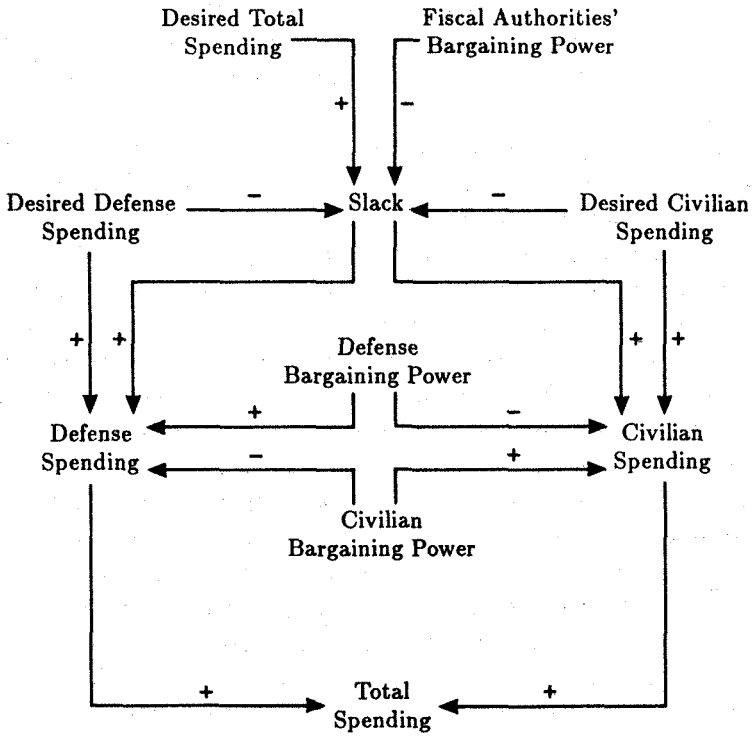 Desired Total
Spending
Fiscal Authorities'
Bargaining Power
+
−
Desired Defense
Spending
−
Slack
−
Desired Civilian
Spending
+
+
+
+
Defense
Bargaining Power
+
−
Defense
Spending
Civilian
Spending
−
+
Civilian
Bargaining Power
+
Total
Spending
+